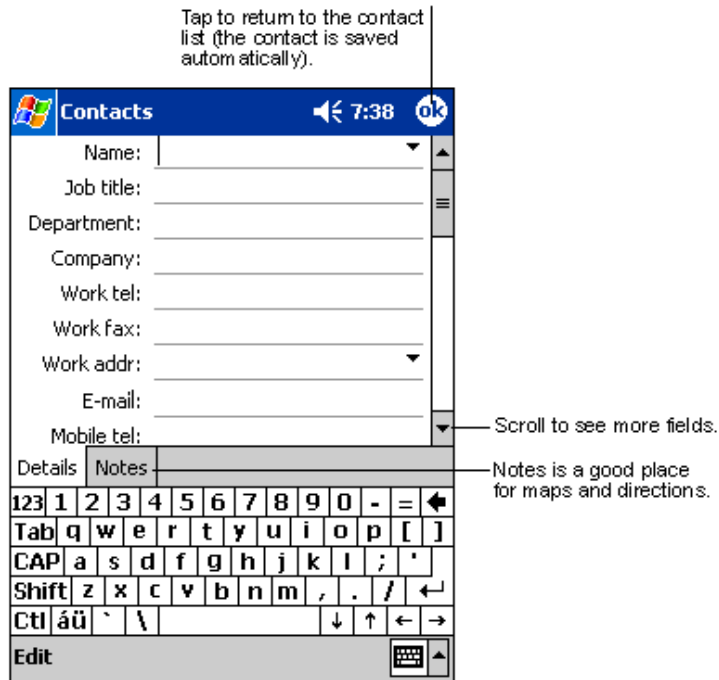 Tap to return to the contact
list (the contact is saved
automatically).
Contacts 7:38 ok
Name:
Job title:
Department:
Company:
Work tel:
Work fax:
Work addr:
E-mail:
Mobile tel:
Scroll to see more fields.
Details Notes
Notes is a good place
for maps and directions.
123 1 2 3 4 5 6 7 8 9 0 - =
Tab q w e r t y u i o p [ ]
CAP a s d f g h j k l ; '
Shift z x c v b n m , . /
Ctl áü ` \
Edit